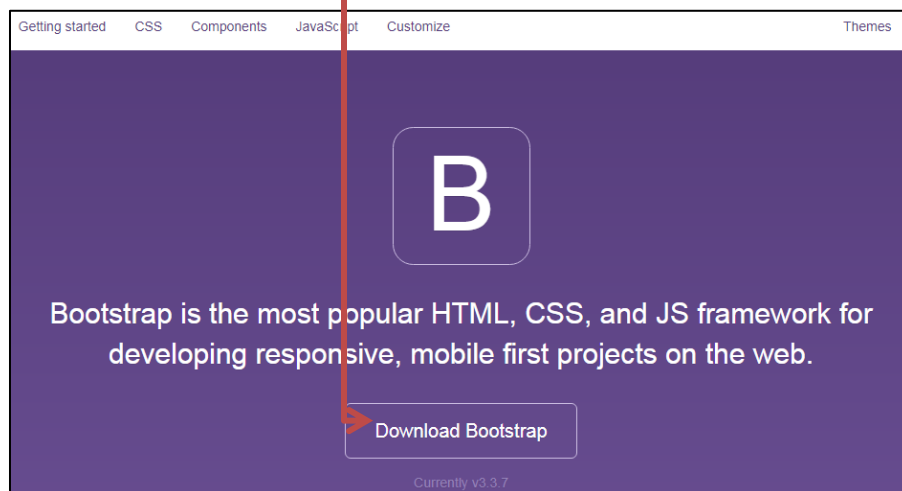 Getting started CSS Components JavaScript Customize Themes
B
Bootstrap is the most popular HTML, CSS, and JS framework for
developing responsive, mobile first projects on the web.
Download Bootstrap
Currently v3.3.7